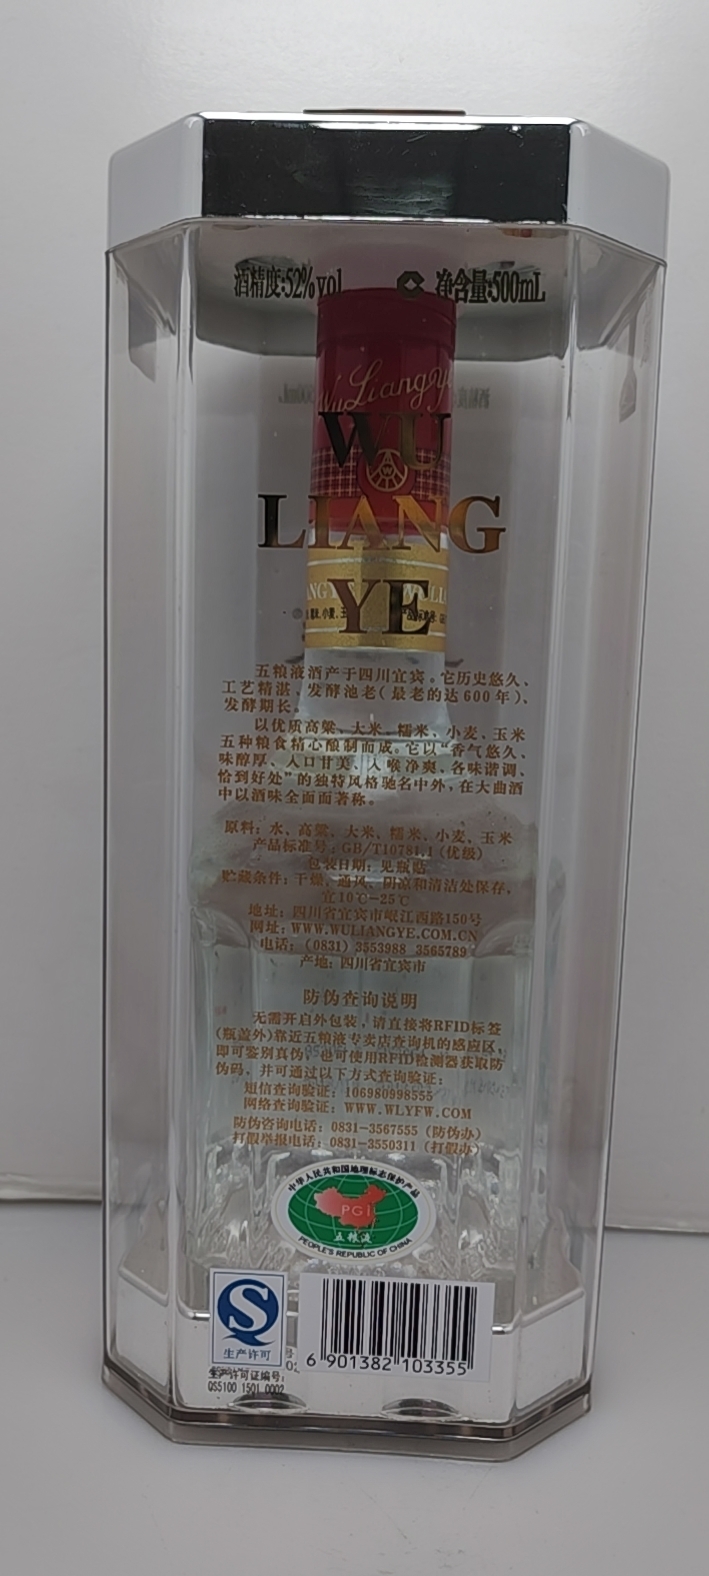 酒精度:52%vol 净含量:500mL
WuLiangye
WU
LIANG
YE
五粮液酒产于四川宜宾。它历史悠久、
工艺精湛、发酵池老(最老的达600年)、
发酵期长。
以优质高粱、大米、糯米、小麦、玉米
五种粮食精心酿制而成。它以“香气悠久、
味醇厚、入口甘美、入喉净爽、各味谐调、
恰到好处”的独特风格驰名中外,在大曲酒
中以酒味全面而著称。
原料:水、高粱、大米、糯米、小麦、玉米
产品标准号:GB/T10781.1(优级)
包装日期:见瓶盖
贮藏条件:干燥、通风、阴凉和清洁处保存,
宜10℃-25℃
地址:四川省宜宾市岷江西路150号
网址:WWW.WULIANGYE.COM.CN
电话:(0831) 3553988 3565789
产地:四川省宜宾市
防伪查询说明
无需开启外包装,请直接将RFID标签
(瓶盖外)靠近五粮液专卖店查询机的感应区,
即可鉴别真伪,也可使用RFID检测器获取防
伪码,并可通过以下方式查询验证:
短信查询验证:106980998555
网络查询验证:WWW.WLYFW.COM
防伪咨询电话:0831-3567555(防伪办)
打假举报电话:0831-3550311(打假办)
中华人民共和国地理标志保护产品
PGI
五粮液
PEOPLE'S REPUBLIC OF CHINA
生产许可
生产许可证编号:
QS5100 1501 0002
6 901382 103355